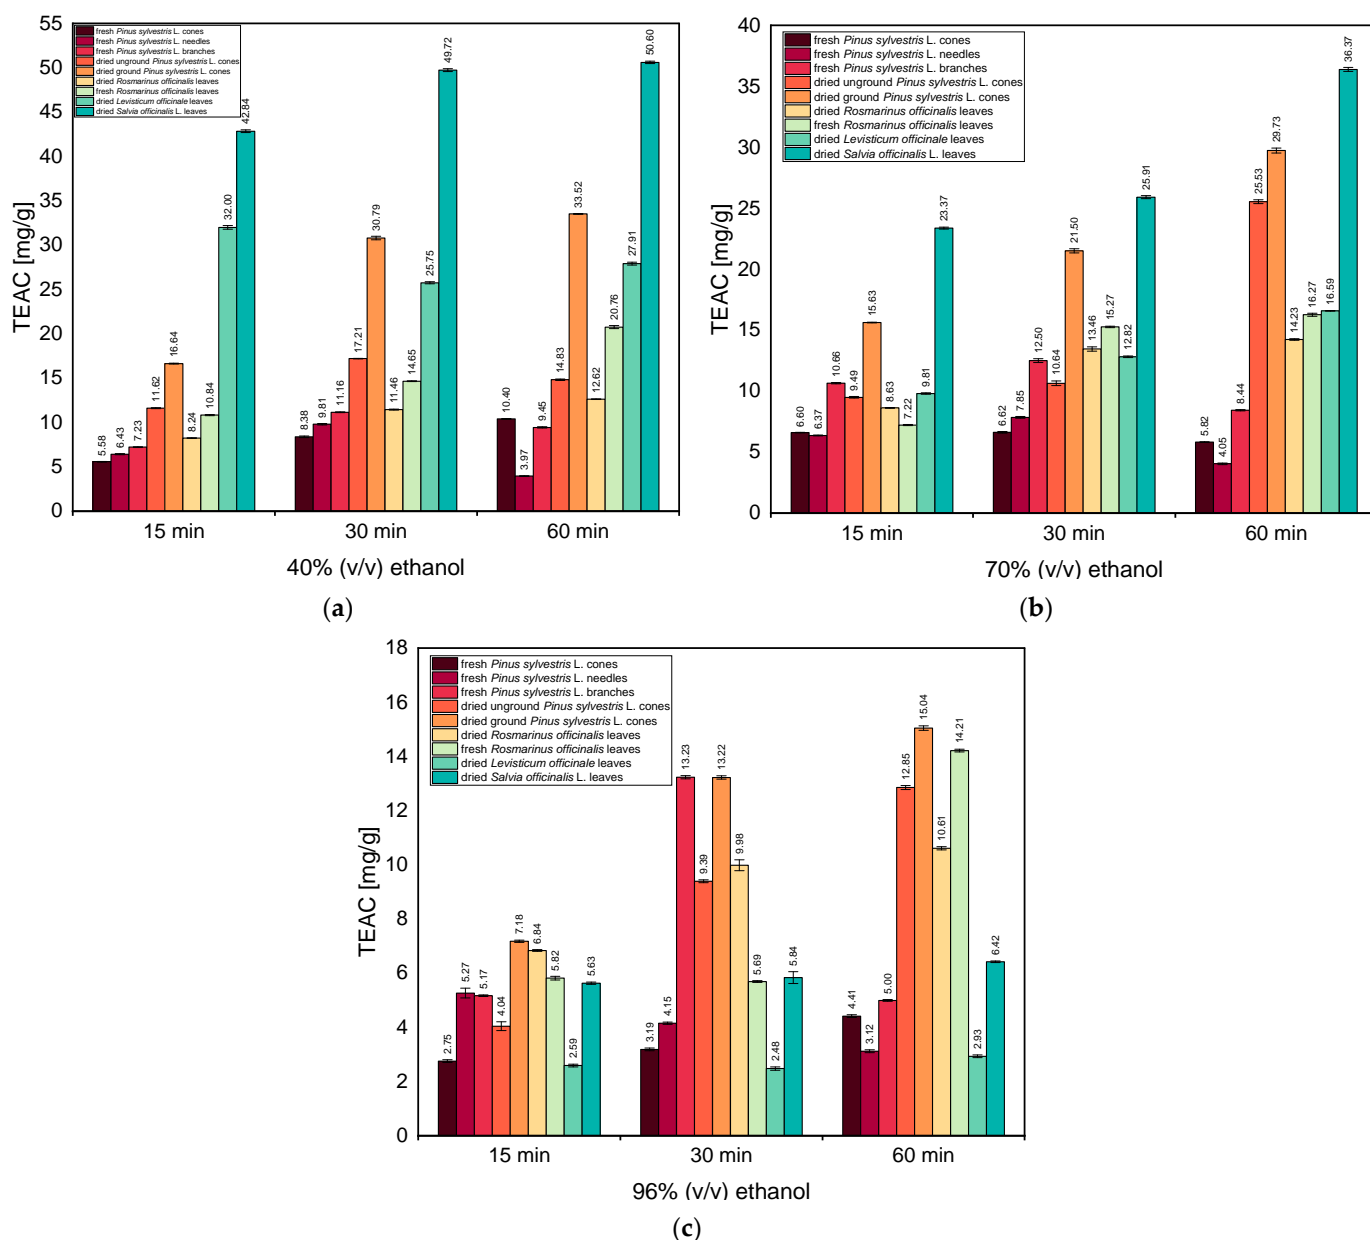 TEAC [mg/g]
55
50
45
40
35
30
25
20
15
10
5
0
fresh Pinus sylvestris L. cones
fresh Pinus sylvestris L. needles
fresh Pinus sylvestris L. branches
dried unground Pinus sylvestris L. cones
dried ground Pinus sylvestris L. cones
dried Rosmarinus officinalis leaves
fresh Rosmarinus officinalis leaves
dried Levisticum officinale leaves
dried Salvia officinalis L. leaves
5.58 6.43 7.23 11.62 16.64 8.24 10.84 32.00 42.84
8.38 9.81 11.16 17.21 30.79 11.46 14.65 25.75 49.72
10.40 3.97 9.45 14.83 33.52 12.62 20.76 27.91 50.60
15 min 30 min 60 min
40% (v/v) ethanol
(a)
TEAC [mg/g]
40
35
30
25
20
15
10
5
0
fresh Pinus sylvestris L. cones
fresh Pinus sylvestris L. needles
fresh Pinus sylvestris L. branches
dried unground Pinus sylvestris L. cones
dried ground Pinus sylvestris L. cones
dried Rosmarinus officinalis leaves
fresh Rosmarinus officinalis leaves
dried Levisticum officinale leaves
dried Salvia officinalis L. leaves
6.60 6.37 10.66 9.49 15.63 8.63 7.22 9.81 23.37
6.62 7.85 12.50 10.64 21.50 13.46 15.27 12.82 25.91
5.82 4.05 8.44 25.53 29.73 14.23 16.27 16.59 36.37
15 min 30 min 60 min
70% (v/v) ethanol
(b)
TEAC [mg/g]
18
16
14
12
10
8
6
4
2
0
fresh Pinus sylvestris L. cones
fresh Pinus sylvestris L. needles
fresh Pinus sylvestris L. branches
dried unground Pinus sylvestris L. cones
dried ground Pinus sylvestris L. cones
dried Rosmarinus officinalis leaves
fresh Rosmarinus officinalis leaves
dried Levisticum officinale leaves
dried Salvia officinalis L. leaves
2.75 5.27 5.17 4.04 7.18 6.84 5.82 2.59 5.63
3.19 4.15 13.23 9.39 13.22 9.98 5.69 2.48 5.84
4.41 3.12 5.00 12.85 15.04 10.61 14.21 2.93 6.42
15 min 30 min 60 min
96% (v/v) ethanol
(c)